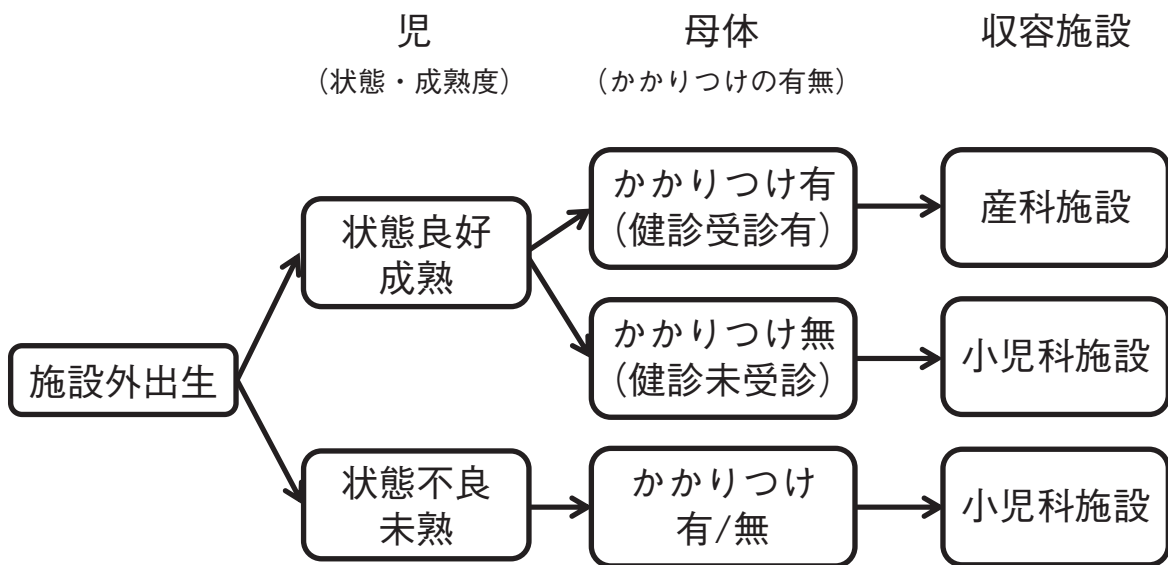 児
母体
収容施設
(状態・成熟度)
(かかりつけの有無)
施設外出生
状態良好
成熟
かかりつけ有
(健診受診有)
産科施設
かかりつけ無
(健診未受診)
小児科施設
状態不良
未熟
かかりつけ
有/無
小児科施設